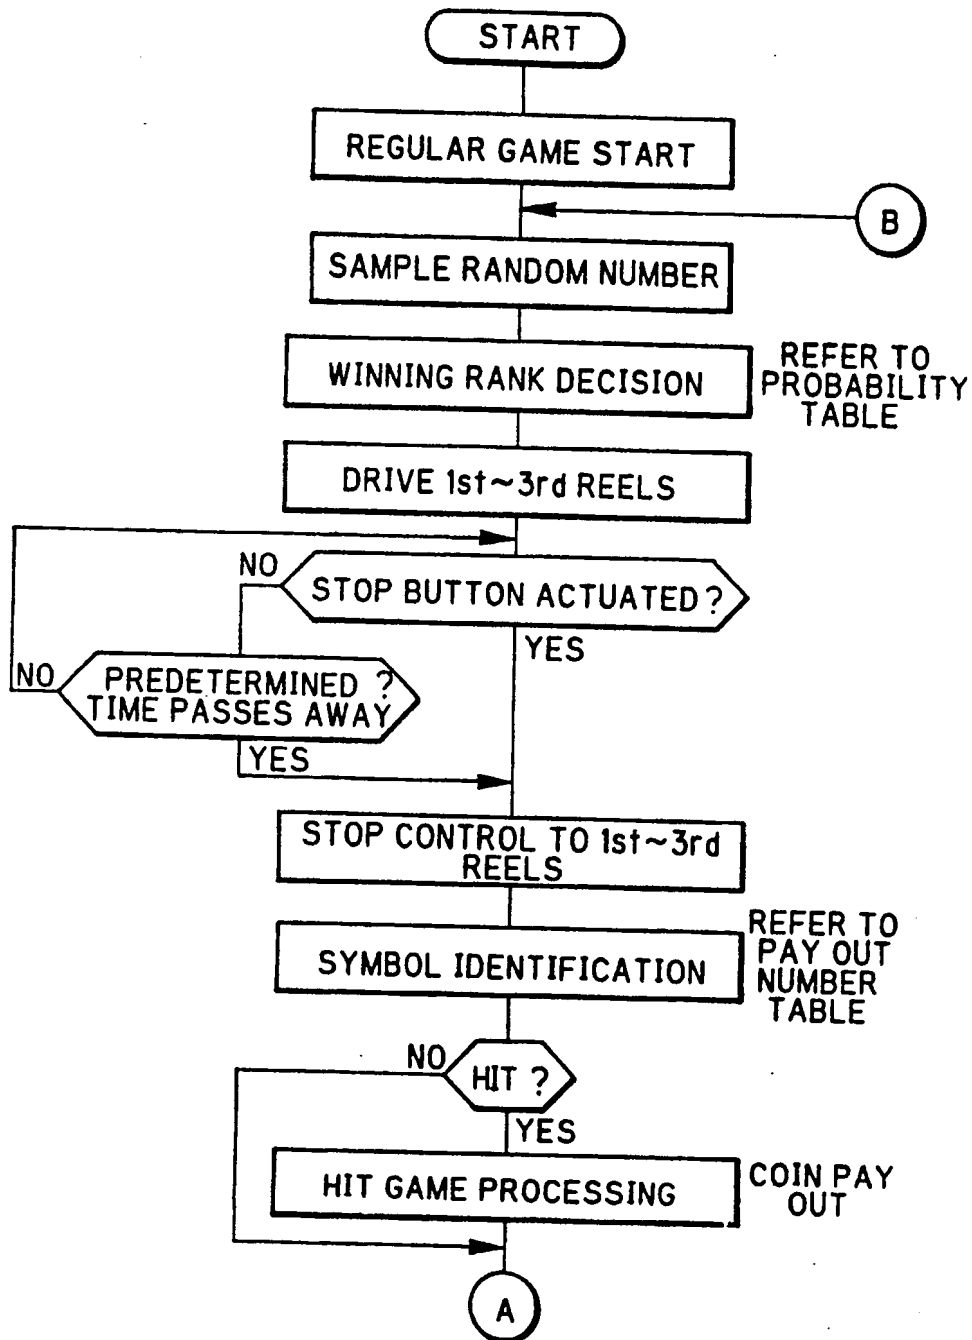 START
REGULAR GAME START
B
SAMPLE RANDOM NUMBER
WINNING RANK DECISION
REFER TO
PROBABILITY
TABLE
DRIVE 1st~3rd REELS
NO
STOP BUTTON ACTUATED ?
YES
NO
PREDETERMINED ?
TIME PASSES AWAY
YES
STOP CONTROL TO 1st~3rd
REELS
SYMBOL IDENTIFICATION
REFER TO
PAY OUT
NUMBER
TABLE
NO
HIT ?
YES
HIT GAME PROCESSING
COIN PAY
OUT
A